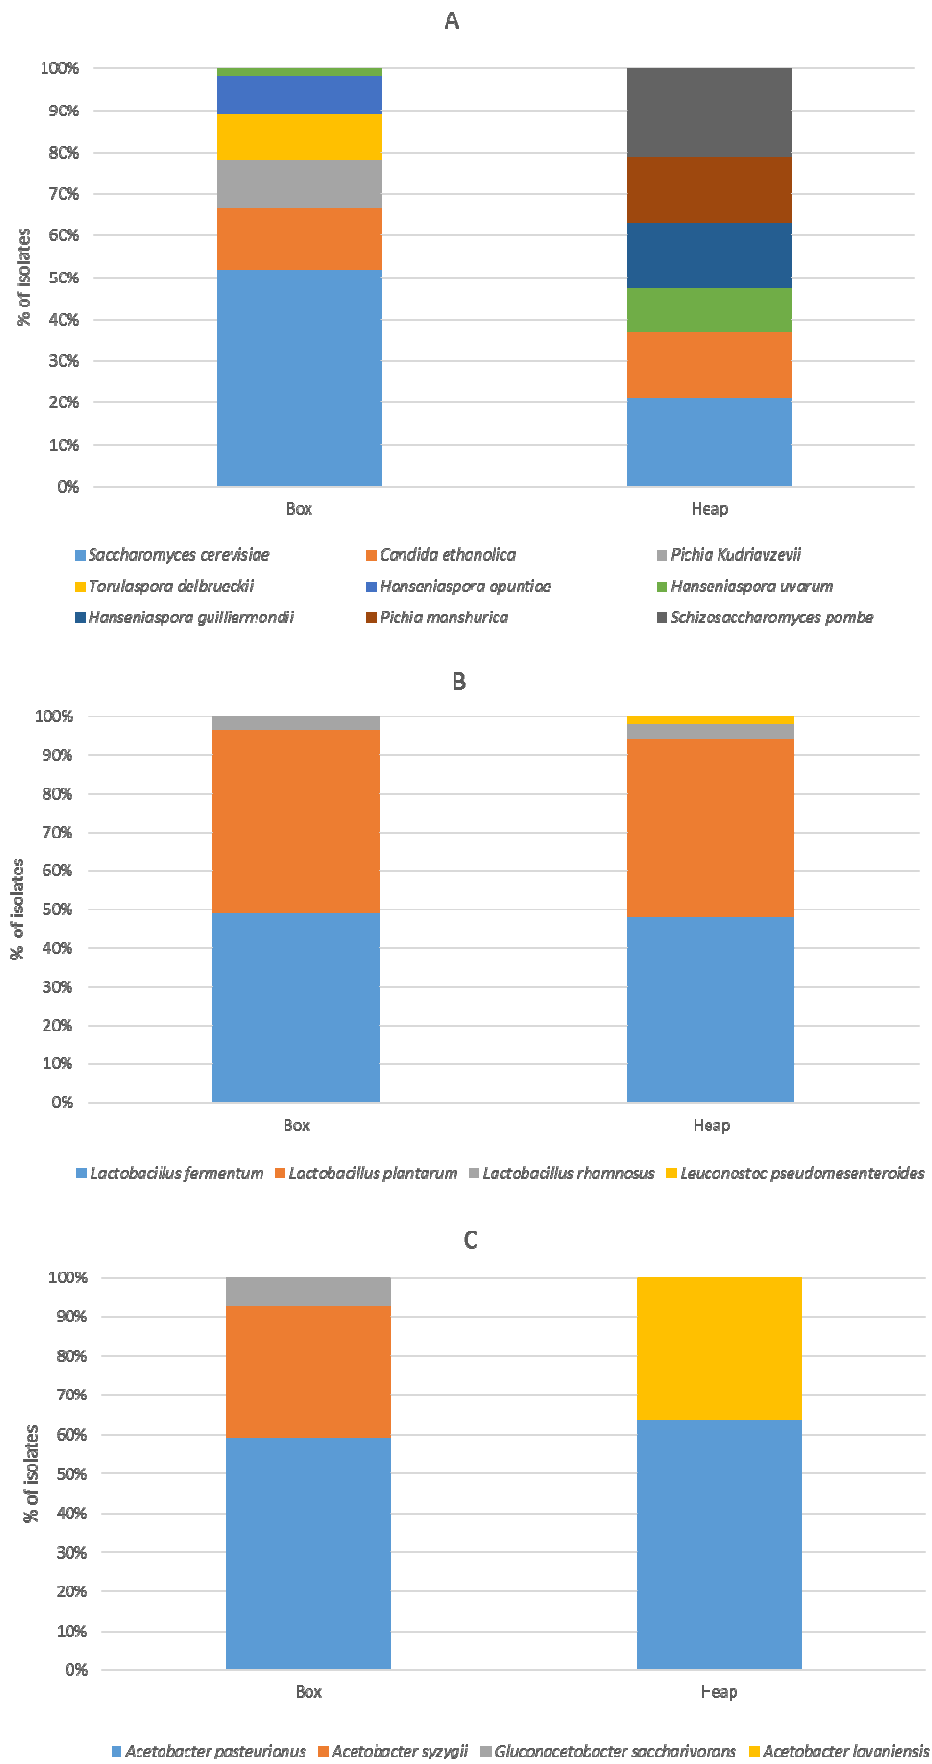 A
100%
90%
80%
70%
60%
50%
40%
30%
20%
10%
0%
% of isolates
Box Heap
Saccharomyces cerevisiae Candida ethanolica Pichia Kudriavzevii
Torulaspora delbrueckii Hanseniaspora opuntiae Hanseniaspora uvarum
Hanseniaspora guilliermondii Pichia manshurica Schizosaccharomyces pombe
B
100%
90%
80%
70%
60%
50%
40%
30%
20%
10%
0%
% of isolates
Box Heap
Lactobacillus fermentum Lactobacillus plantarum Lactobacillus rhamnosus Leuconostoc pseudomesenteroides
C
100%
90%
80%
70%
60%
50%
40%
30%
20%
10%
0%
% of isolates
Box Heap
Acetobacter pasteurianus Acetobacter syzygii Gluconacetobacter saccharivorans Acetobacter lovaniensis